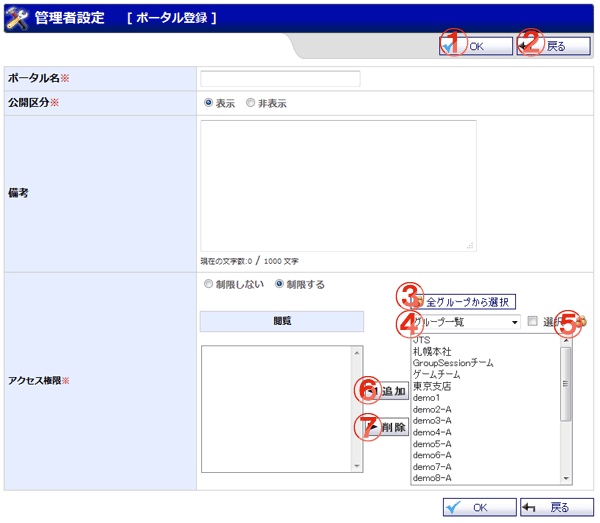 管理者設定 [ ポータル登録 ]
① OK ② 戻る
ポータル名※
公開区分※ 表示 非表示
備考
現在の文字数:0 / 1000 文字
制限しない 制限する
③ 全グループから選択
閲覧 ④ グループ一覧 選択 ⑤
アクセス権限※
JTS
札幌本社
GroupSessionチーム
ゲームチーム
東京支店
demo1
demo2-A
demo3-A
demo4-A
demo5-A
demo6-A
demo7-A
demo8-A
⑥ 追加
⑦ 削除
OK 戻る